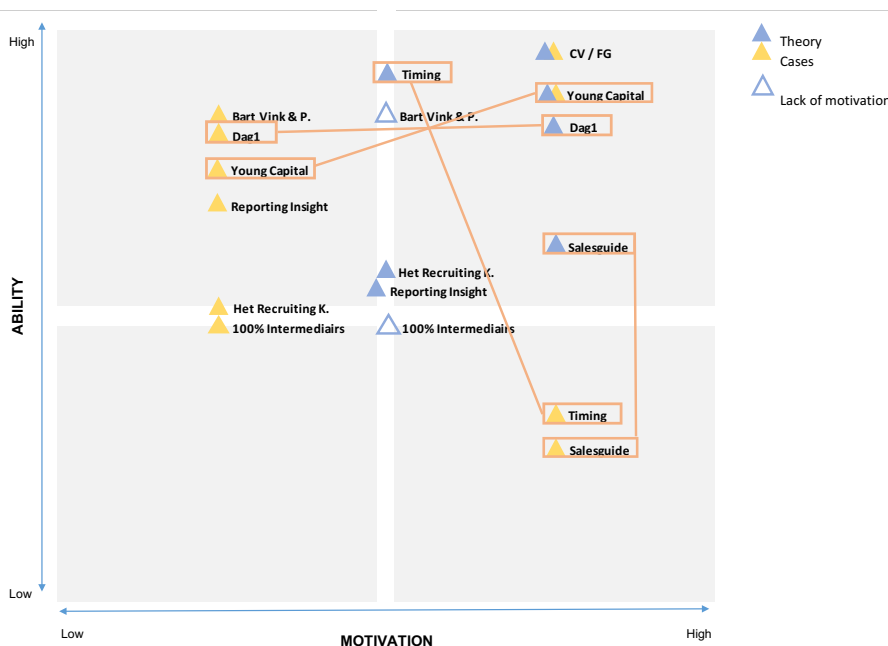 High
CV / FG
Theory
Cases
Timing
Young Capital
Lack of motivation
Bart Vink & P.
Bart Vink & P.
Dag1
Dag1
Young Capital
Reporting Insight
Salesguide
Het Recruiting K.
Reporting Insight
Het Recruiting K.
100% Intermediairs
100% Intermediairs
ABILITY
Timing
Salesguide
Low
Low
MOTIVATION
High